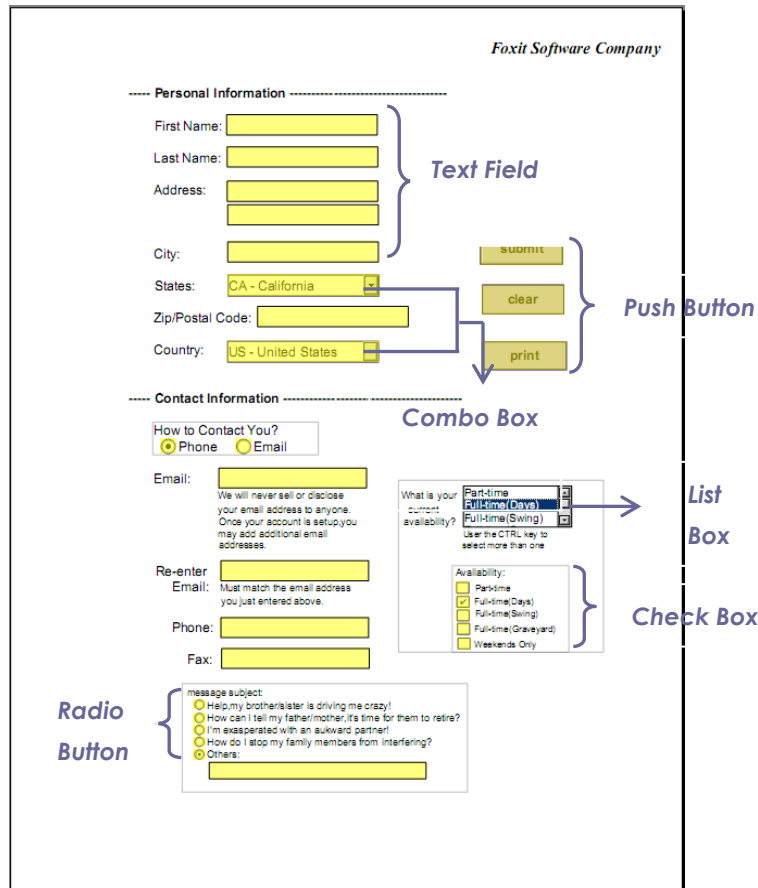 Foxit Software Company
----- Personal Information -----------------------------------
First Name:
Last Name:
Text Field
Address:
City:
submit
States:
CA - California
clear
Push Button
Zip/Postal Code:
Country:
US - United States
print
----- Contact Information ----------------------------------------
Combo Box
How to Contact You?
Phone Email
Email:
We will never sell or disclose
your email address to anyone.
Once your account is setup,you
may add additional email
addresses.
What is your
current
availability?
Part-time
Full-time(Days)
Full-time(Swing)
User the CTRL key to
select more than one
List
Box
Re-enter
Email:
Must match the email address
you just entered above.
Availability:
Part-time
Full-time(Days)
Full-time(Swing)
Full-time(Graveyard)
Weekends Only
Check Box
Phone:
Fax:
Radio
Button
message subject:
Help,my brother/sister is driving me crazy!
How can I tell my father/mother,it's time for them to retire?
I'm exasperated with an aukward partner!
How do I stop my family members from interfering?
Others: